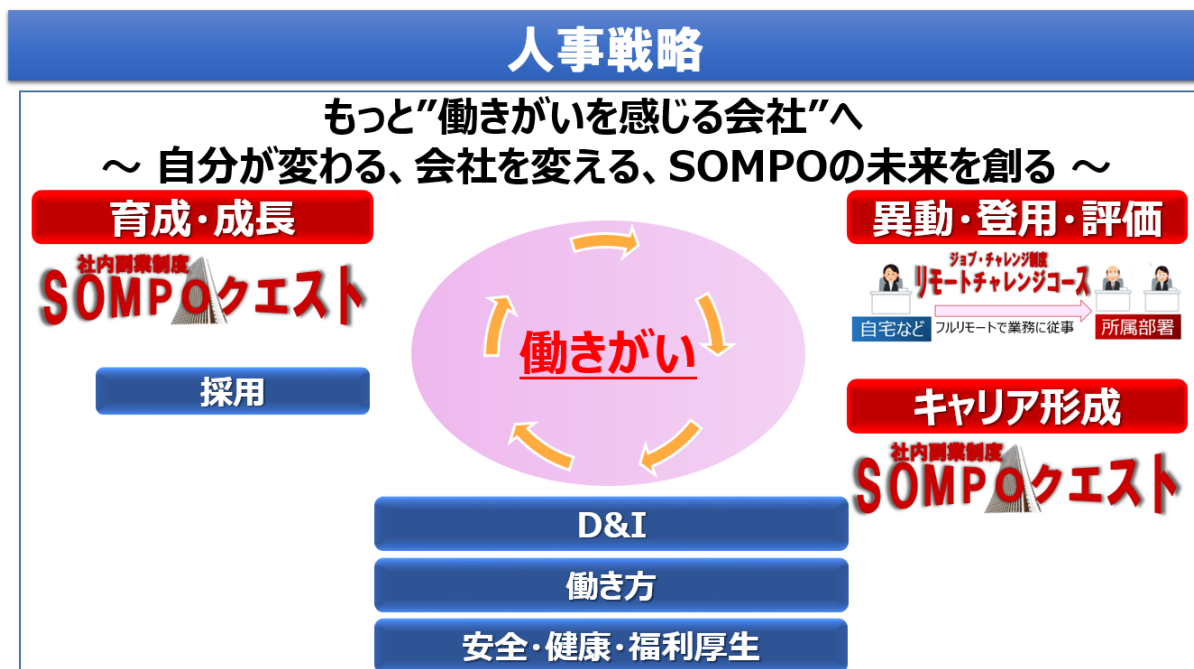 人事戦略
もっと”働きがいを感じる会社”へ
～ 自分が変わる、会社を変える、SOMPOの未来を創る ～
育成・成長
社内副業制度
SOMPOクエスト
採用
働きがい
異動・登用・評価
ジョブ・チャレンジ制度
リモートチャレンジコース
自宅など
フルリモートで業務に従事
所属部署
キャリア形成
社内副業制度
SOMPOクエスト
D&I
働き方
安全・健康・福利厚生